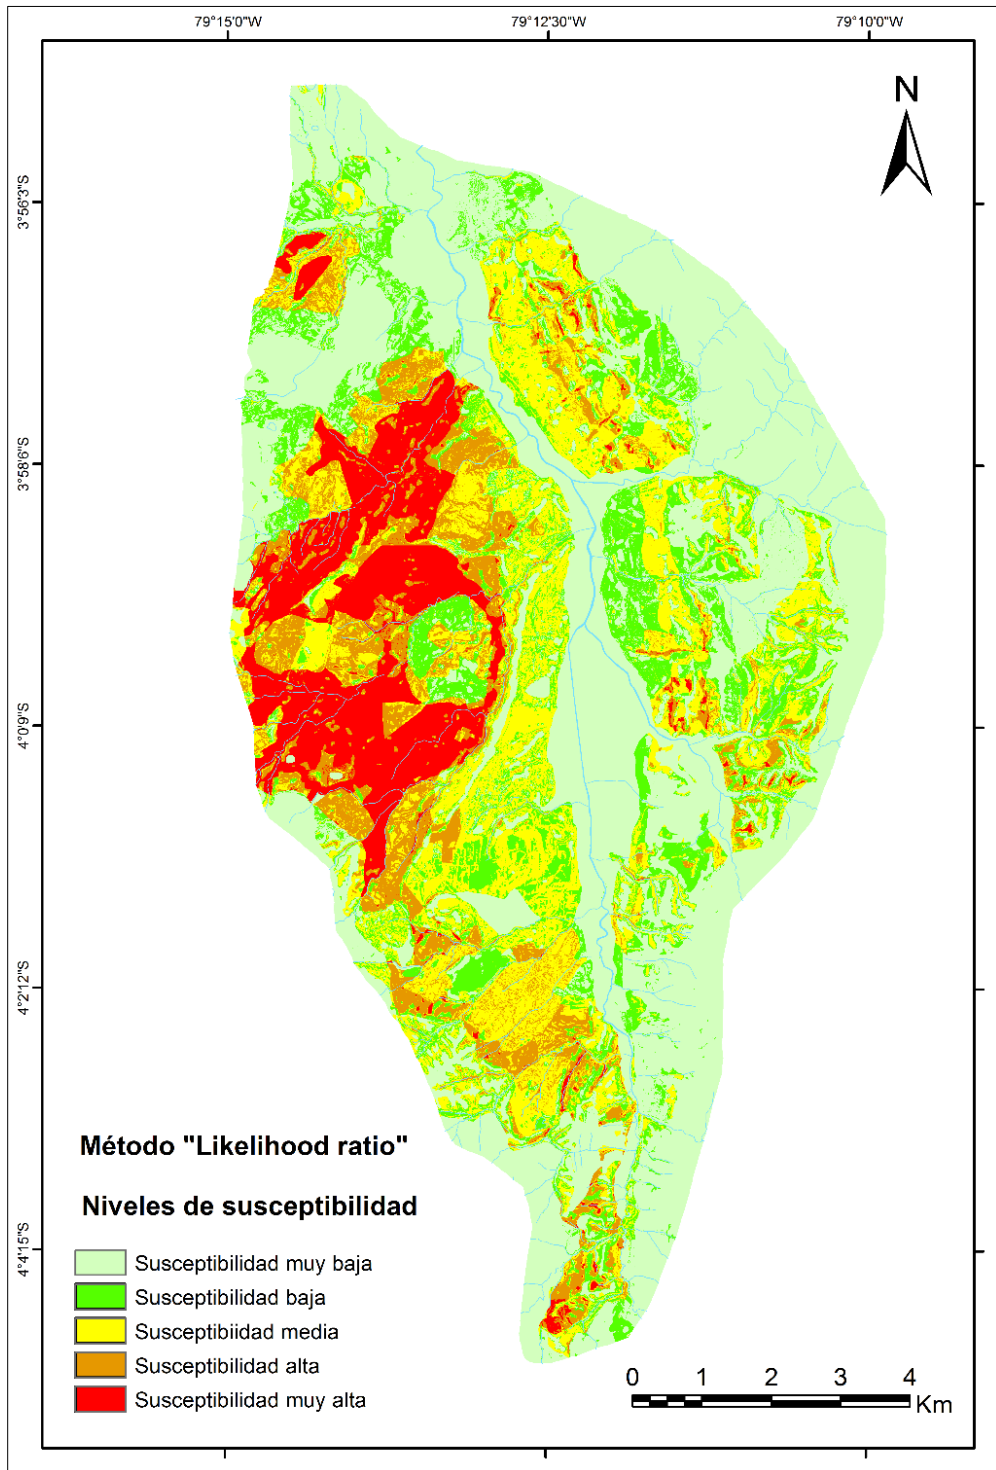 79°15'0"W 79°12'30"W 79°10'0"W
N
3°56'3"S
3°58'6"S
4°0'9"S
4°2'12"S
4°4'15"S
Método "Likelihood ratio"
Niveles de susceptibilidad
Susceptibilidad muy baja
Susceptibilidad baja
Susceptibiidad media
Susceptibilidad alta
Susceptibilidad muy alta
0 1 2 3 4
Km